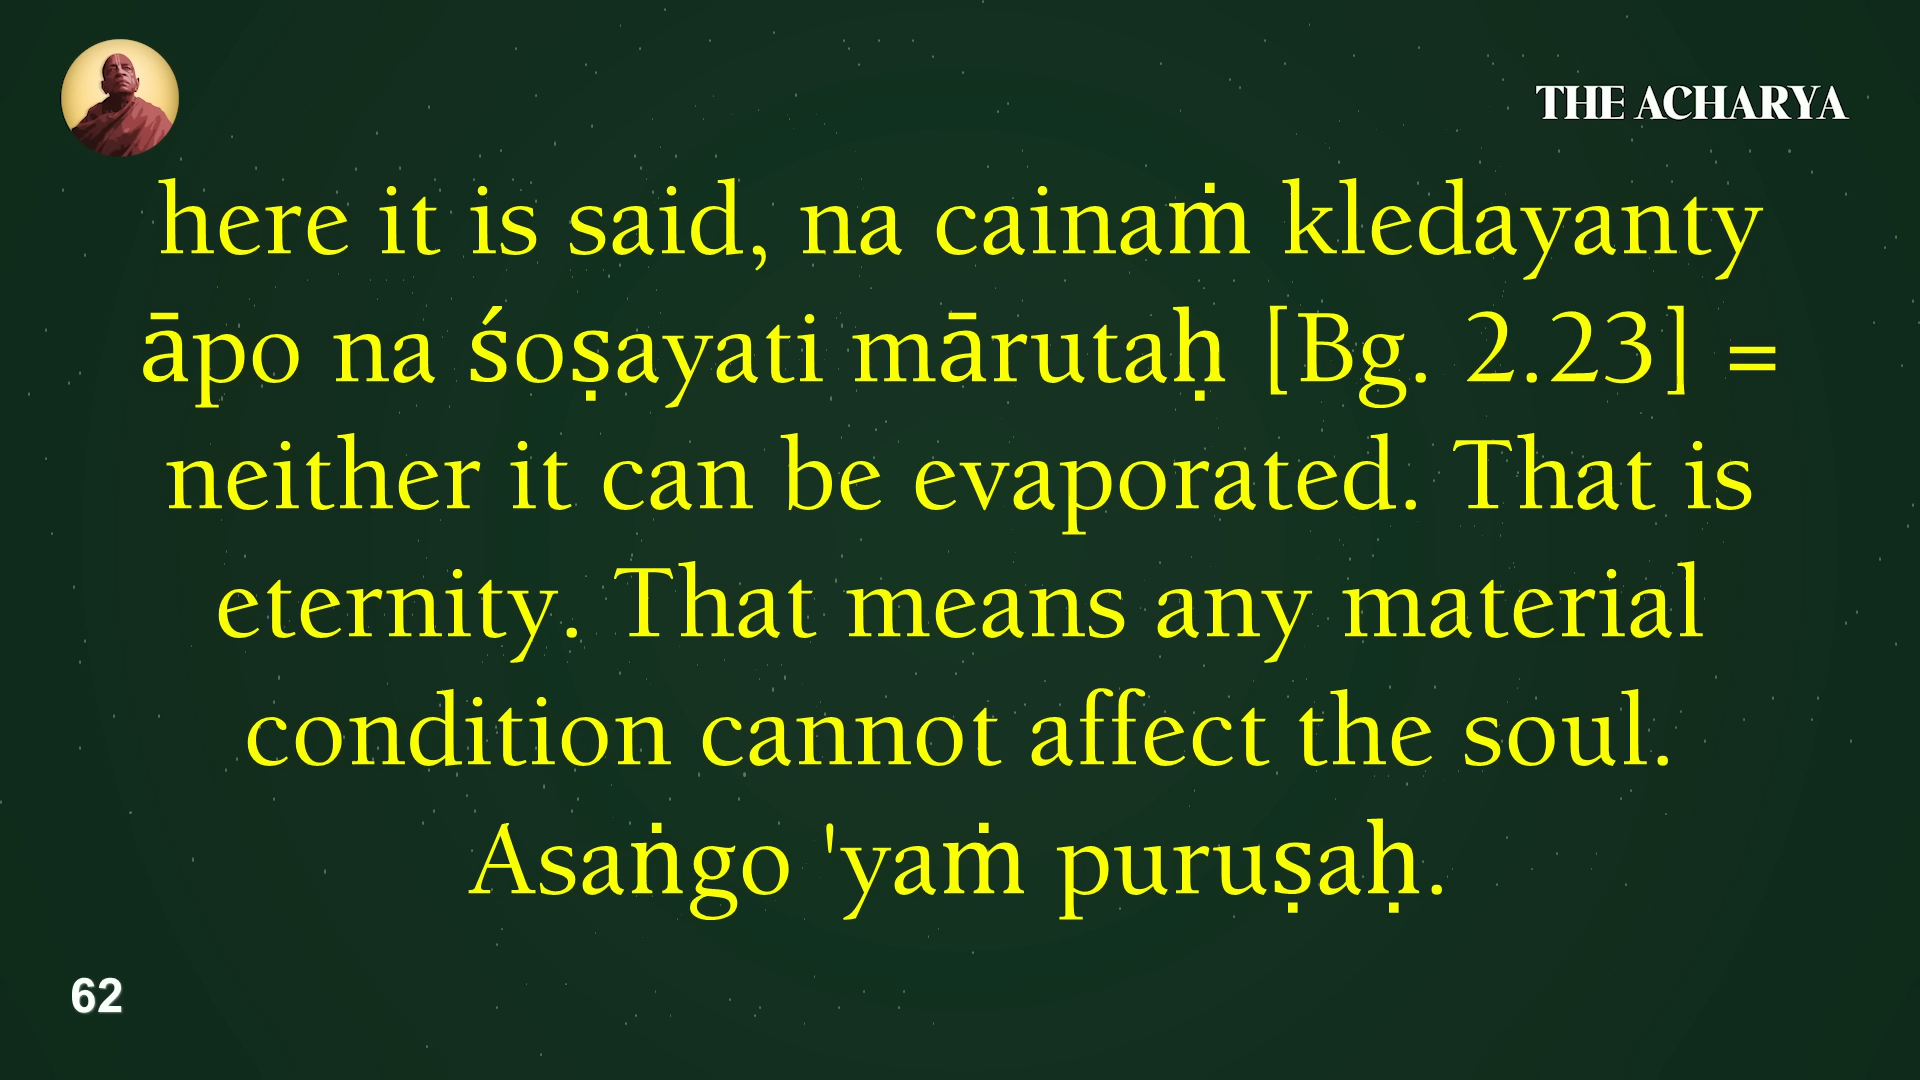 THE ACHARYA
here it is said, na cainaṁ kledayanty
āpo na śoṣayati mārutaḥ [Bg. 2.23] =
neither it can be evaporated. That is
eternity. That means any material
condition cannot affect the soul.
Asaṅgo 'yaṁ puruṣaḥ.
62